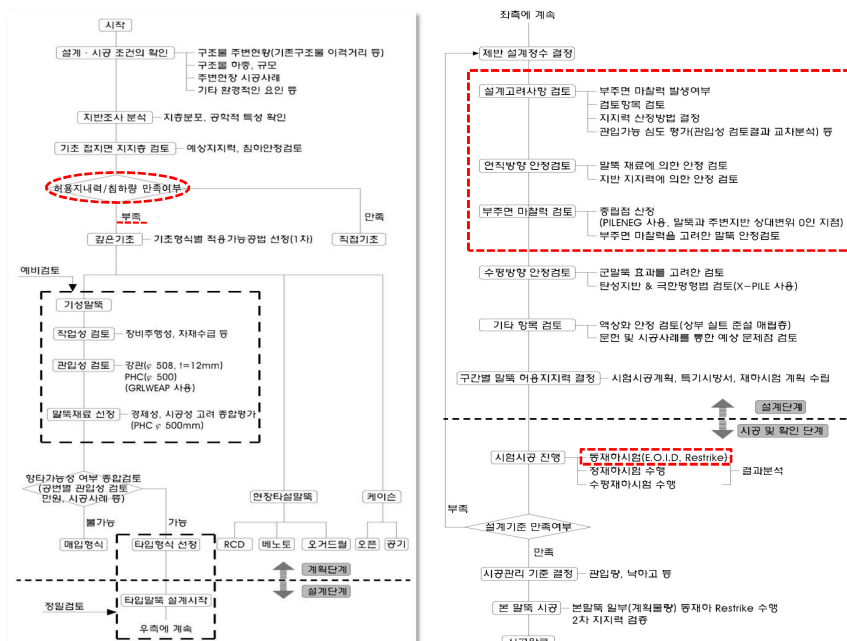 시작
설계 · 시공 조건의 확인
구조물 주변현황(기존구조물 이격거리 등)
구조물 하중, 규모
주변현장 시공사례
기타 환경적인 요인 등
지반조사 분석
지층분포, 공학적 특성 확인
기초 접지면 지지층 검토
예상지지력, 침하안정검토
허용지내력/침하량 만족여부
부족
만족
깊은기초
기초형식별 적용가능공법 선정(1차)
직접기초
예비검토
기성말뚝
작업성 검토
장비주행성, 자재수급 등
관입성 검토
강관(φ 508, t=12mm)
PHC(φ 500)
(GRLWEAP 사용)
말뚝재료 선정
경제성, 시공성 고려 종합평가
(PHC φ 500mm)
항타가능성 여부 종합검토
(공번별 관입성 검토
민원, 시공사례 등)
불가능
가능
현장타설말뚝
케이슨
매입형식
타입형식 선정
RCD
베노토
어거드릴
오픈
공기
계획단계
설계단계
정밀검토
타입말뚝 설계시작
우측에 계속
좌측에 계속
제반 설계정수 결정
설계고려사항 검토
부주면 마찰력 발생여부
검토항목 검토
지지력 산정방법 결정
관입가능 심도 평가(관입성 검토결과 교차분석) 등
연직방향 안정검토
말뚝 재료에 의한 안정 검토
지반 지지력에 의한 안정 검토
부주면 마찰력 검토
중립점 산정
(PILENEG 사용, 말뚝과 주변지반 상대변위 0인 지점)
부주면 마찰력을 고려한 말뚝 안정검토
수평방향 안정검토
군말뚝 효과를 고려한 검토
탄성지반 & 극한평형법 검토(X-PILE 사용)
기타 항목 검토
액상화 안정 검토(상부 실트 준설 매립층)
문헌 및 시공사례를 통한 예상 문제점 검토
구간별 말뚝 허용지지력 결정
시험시공계획, 특기시방서, 재하시험 계획 수립
설계단계
시공 및 확인 단계
시험시공 진행
동재하시험(E.O.I.D, Restrike)
정재하시험 수행
수평재하시험 수행
결과분석
부족
설계기준 만족여부
만족
시공관리 기준 결정
관입량, 낙하고 등
본 말뚝 시공
본말뚝 일부(계획물량) 동재하 Restrike 수행
2차 지지력 검증